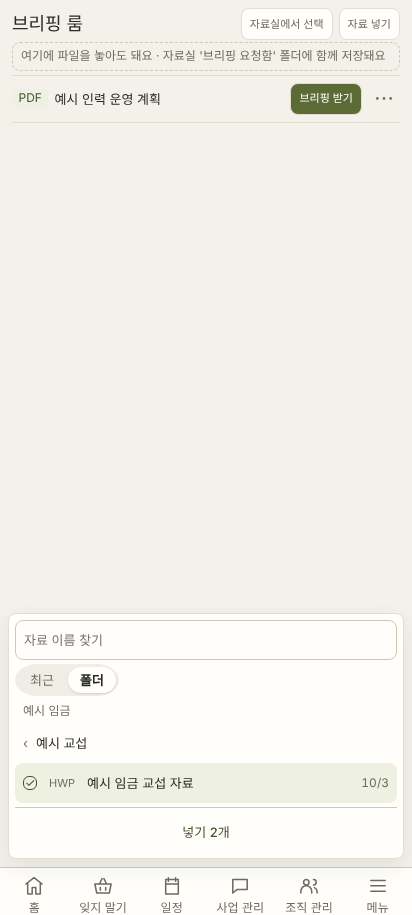 브리핑 룸
자료실에서 선택
자료 넣기
여기에 파일을 놓아도 돼요 · 자료실 '브리핑 요청함' 폴더에 함께 저장돼요
PDF 예시 인력 운영 계획 브리핑 받기 ···
자료 이름 찾기
최근 폴더
예시 임금
‹ 예시 교섭
HWP 예시 임금 교섭 자료 10/3
넣기 2개
홈 잊지 말기 일정 사업 관리 조직 관리 메뉴